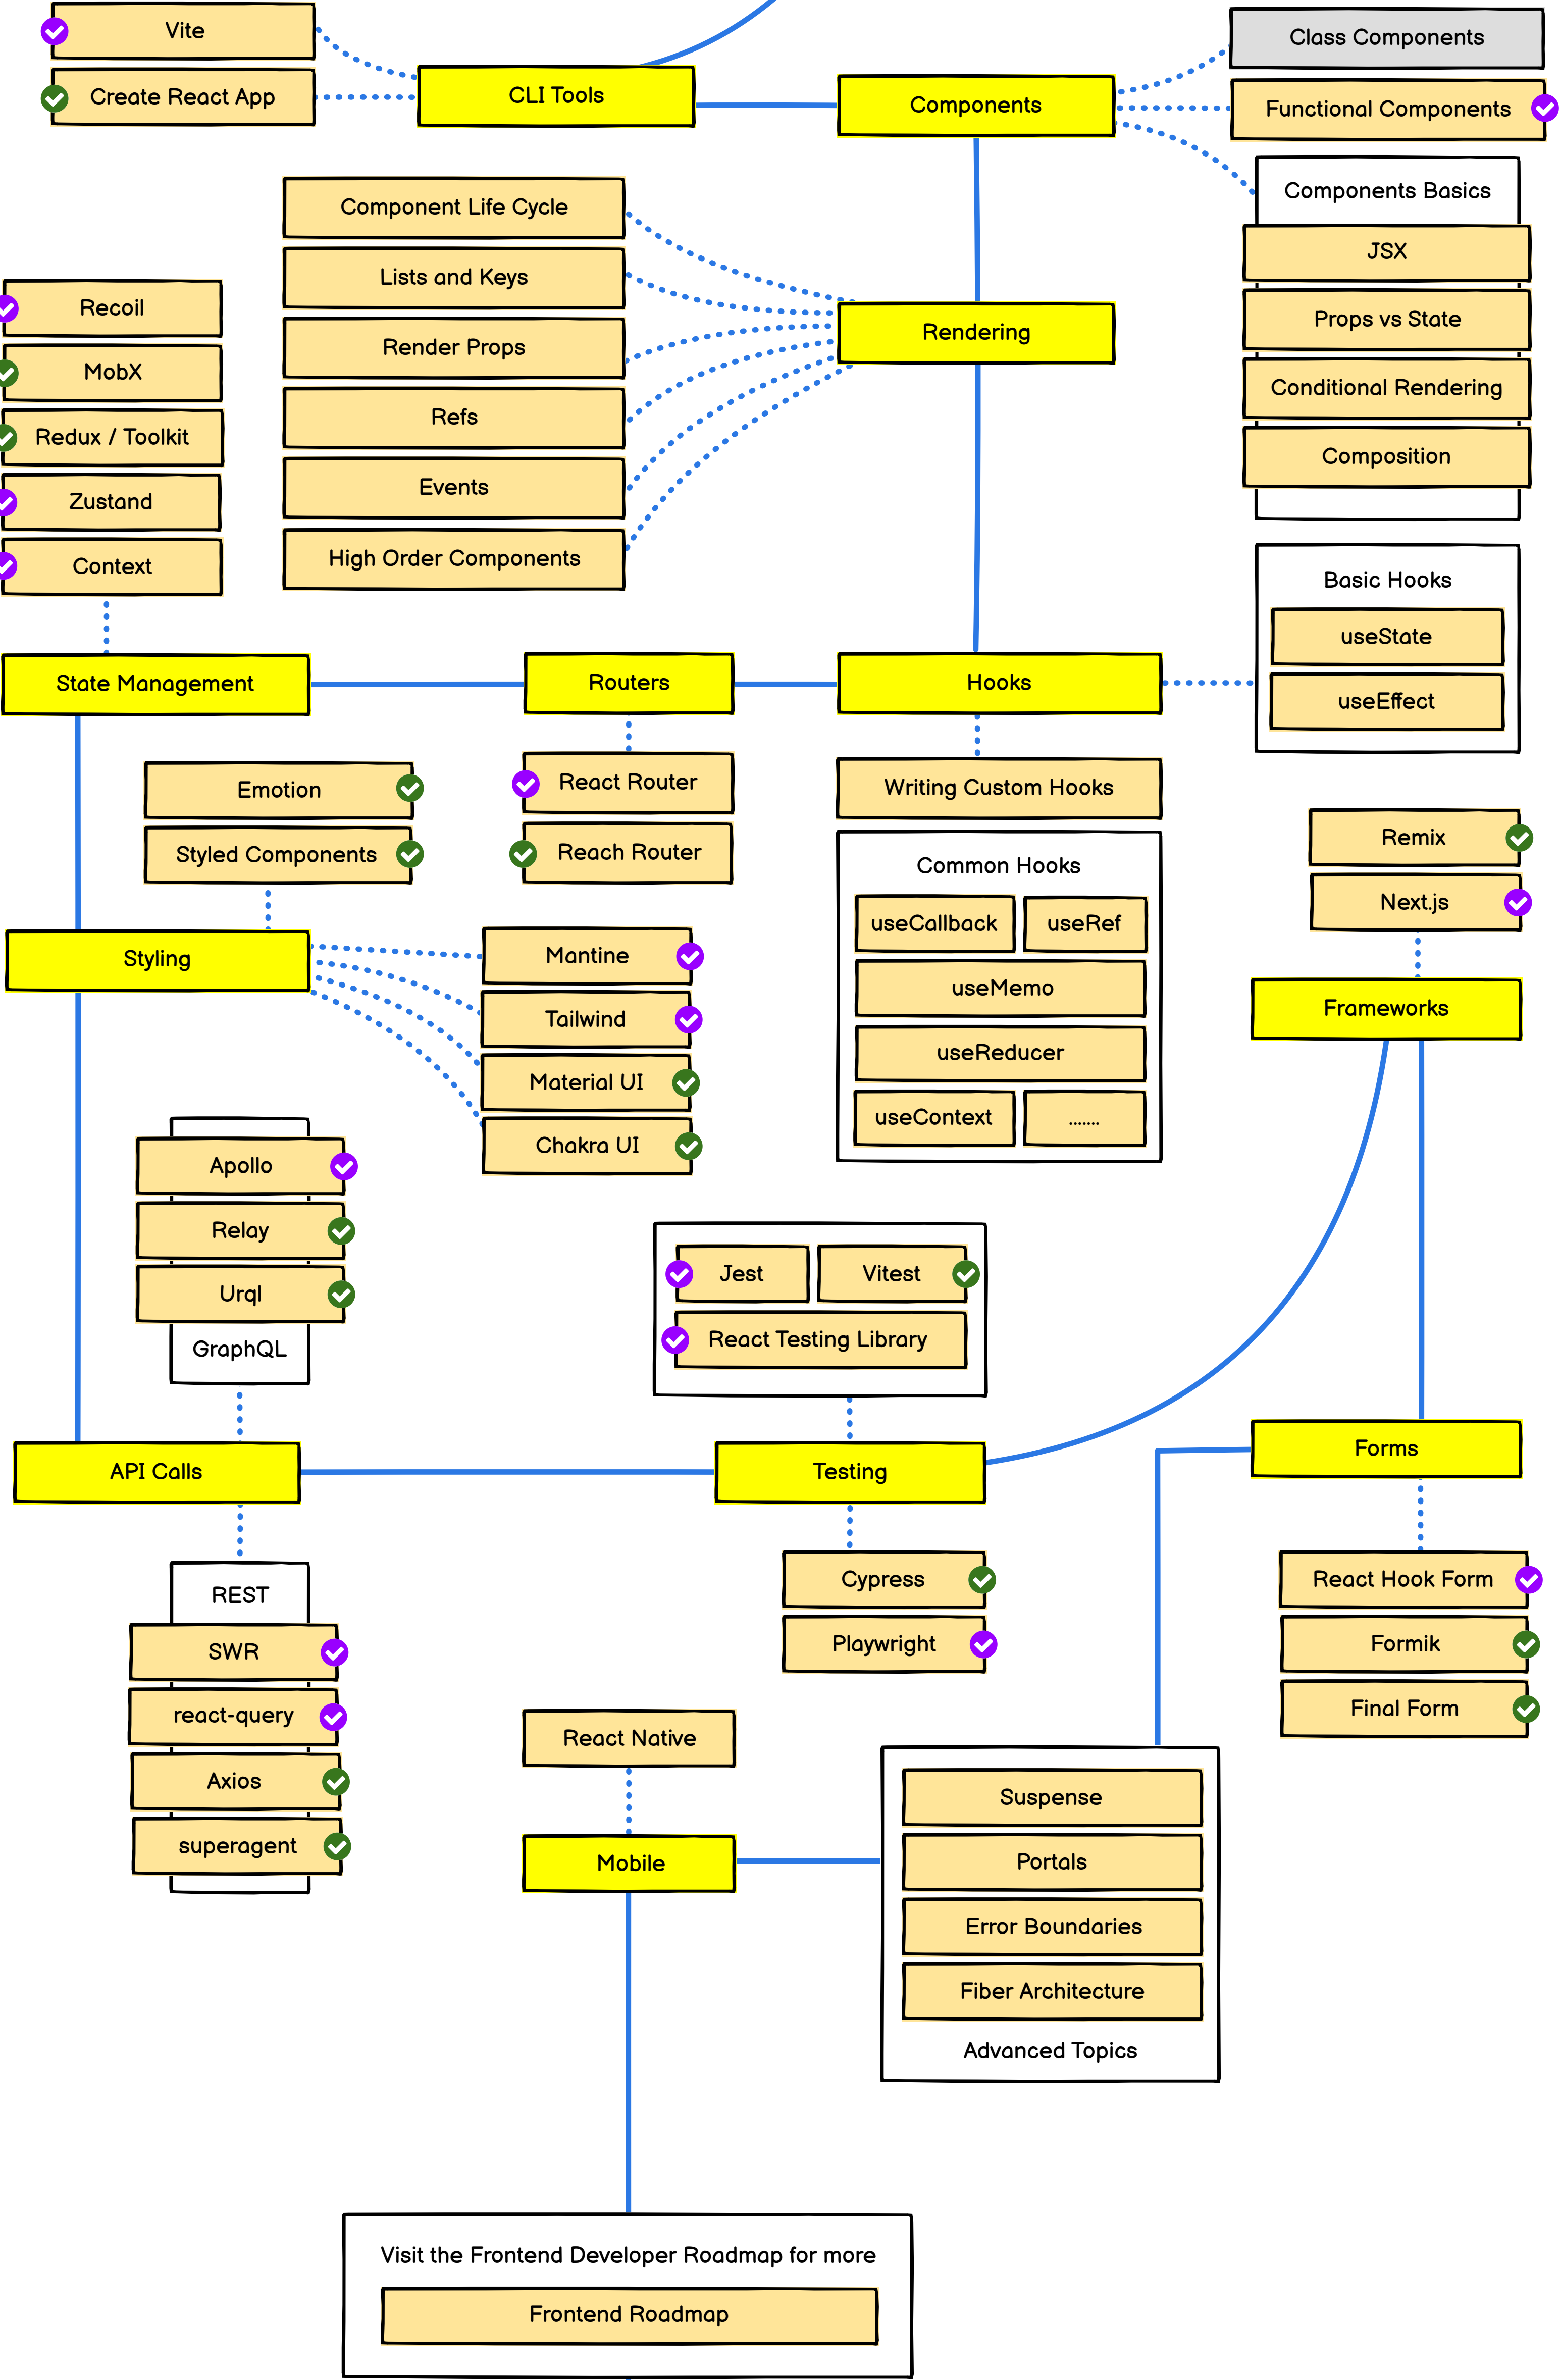 Vite
Create React App
CLI Tools
Components
Class Components
Functional Components
Components Basics
JSX
Props vs State
Conditional Rendering
Composition
Component Life Cycle
Lists and Keys
Render Props
Refs
Events
High Order Components
Rendering
Recoil
MobX
Redux / Toolkit
Zustand
Context
State Management
Routers
Hooks
Basic Hooks
useState
useEffect
React Router
Reach Router
Writing Custom Hooks
Common Hooks
useCallback
useRef
useMemo
useReducer
useContext
.......
Emotion
Styled Components
Styling
Mantine
Tailwind
Material UI
Chakra UI
Remix
Next.js
Frameworks
Apollo
Relay
Urql
GraphQL
API Calls
Jest
Vitest
React Testing Library
Testing
Forms
REST
SWR
react-query
Axios
superagent
Cypress
Playwright
React Hook Form
Formik
Final Form
React Native
Mobile
Suspense
Portals
Error Boundaries
Fiber Architecture
Advanced Topics
Visit the Frontend Developer Roadmap for more
Frontend Roadmap